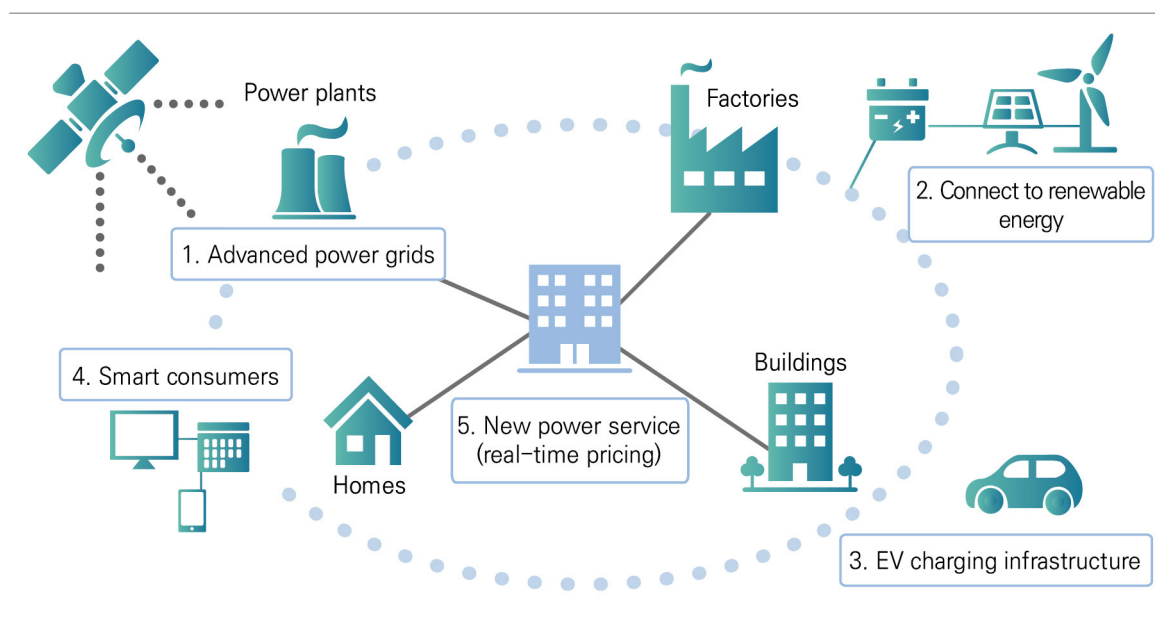 Power plants
Factories
2. Connect to renewable
energy
1. Advanced power grids
4. Smart consumers
Buildings
5. New power service
(real-time pricing)
Homes
3. EV charging infrastructure